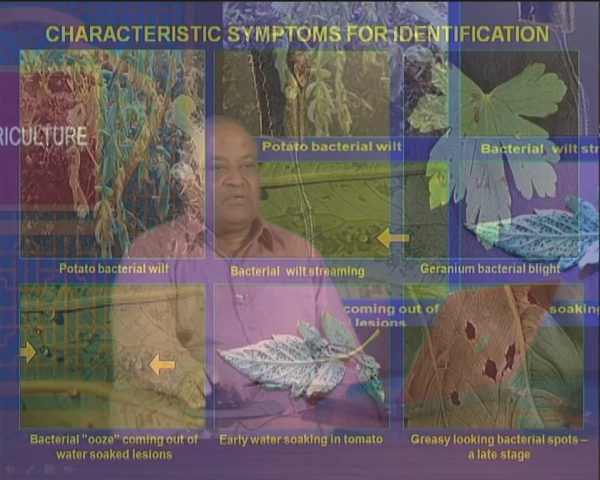 CHARACTERISTIC SYMPTOMS FOR IDENTIFICATION
RICULTURE
Potato bacterial wilt
Bacterial wilt str
Potato bacterial wilt
Bacterial wilt streaming
Geranium bacterial blight
coming out of
lesions
soaking
Bacterial "ooze" coming out of
water soaked lesions
Early water soaking in tomato
Greasy looking bacterial spots –
a late stage